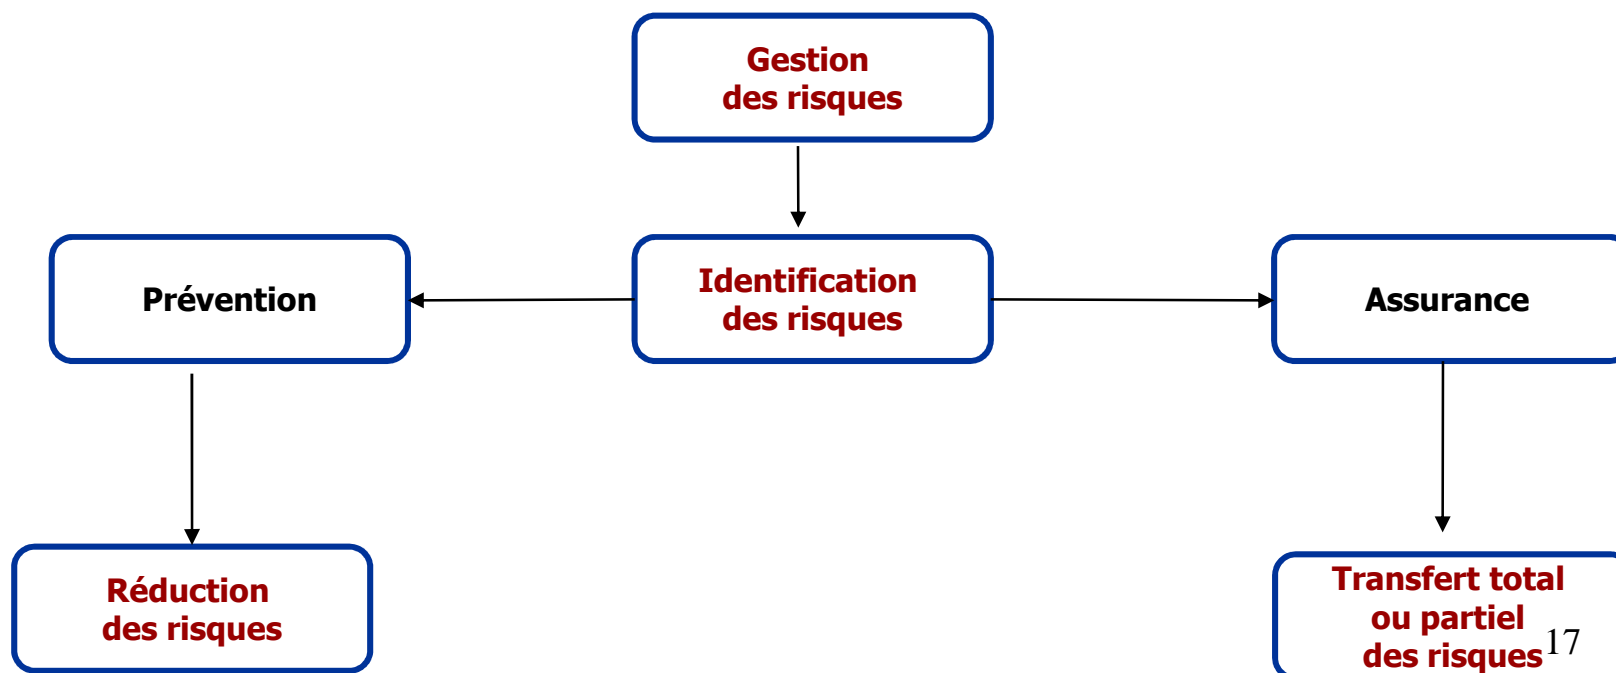 Gestion
des risques
Prévention
Identification
des risques
Assurance
Réduction
des risques
Transfert total
ou partiel
des risques
17